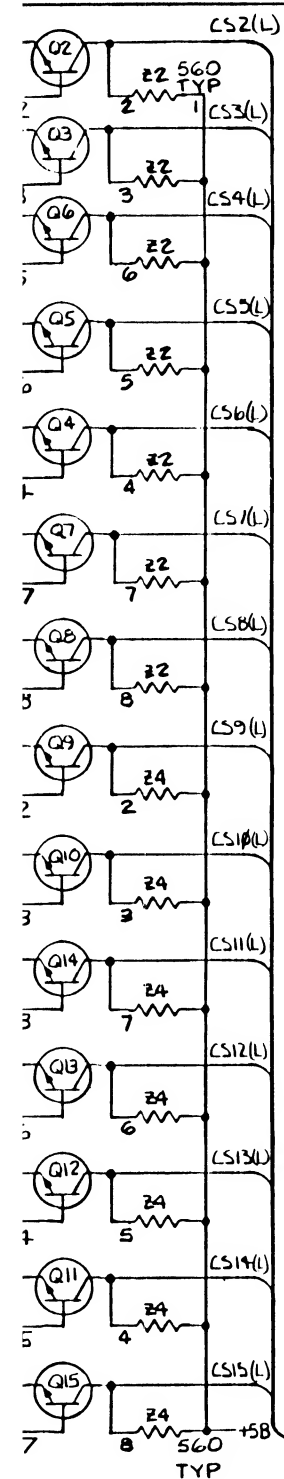 CS2(L)
Q2
Z2 560
TYP
2 1
CS3(L)
Q3
Z2
3
CS4(L)
Q6
Z2
6
CS5(L)
Q5
Z2
5
CS6(L)
Q4
Z2
4
CS7(L)
Q7
Z2
7
7
CS8(L)
Q8
Z2
8
CS9(L)
Q9
Z4
2
CS10(L)
Q10
Z4
3
3
CS11(L)
Q14
Z4
7
CS12(L)
Q13
Z4
6
CS13(L)
Q12
Z4
5
CS14(L)
Q11
Z4
4
CS15(L)
Q15
Z4
7 8 560 +5B
TYP